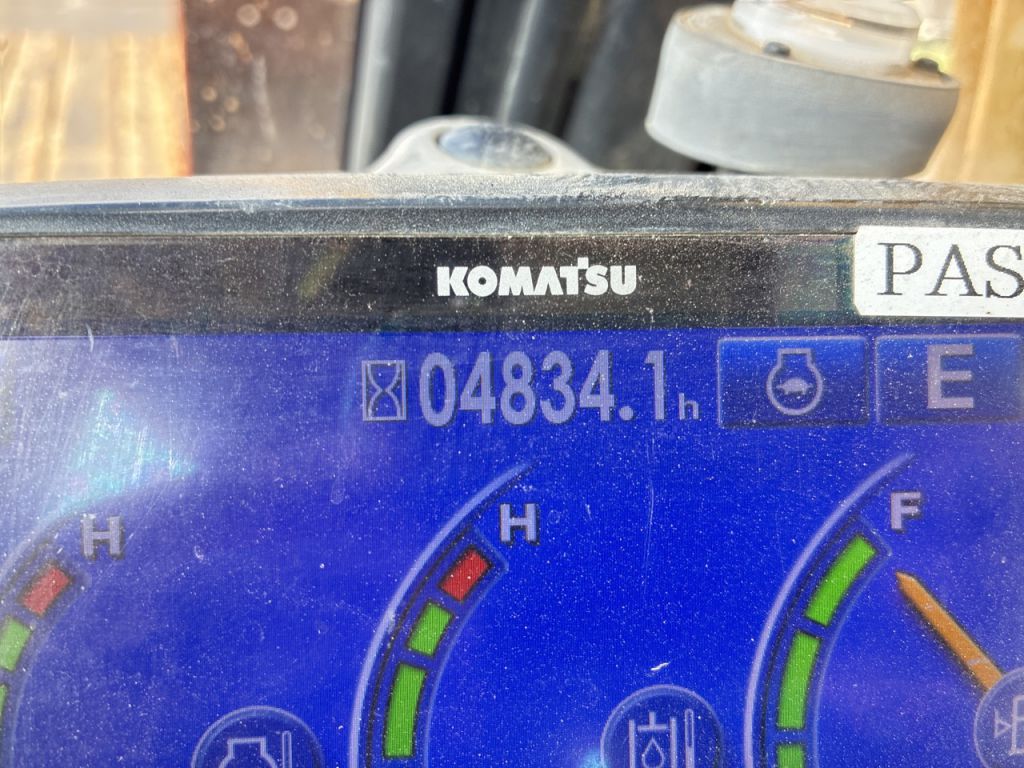 KOMATSU
PAS
04834.1h
E
H
H
F